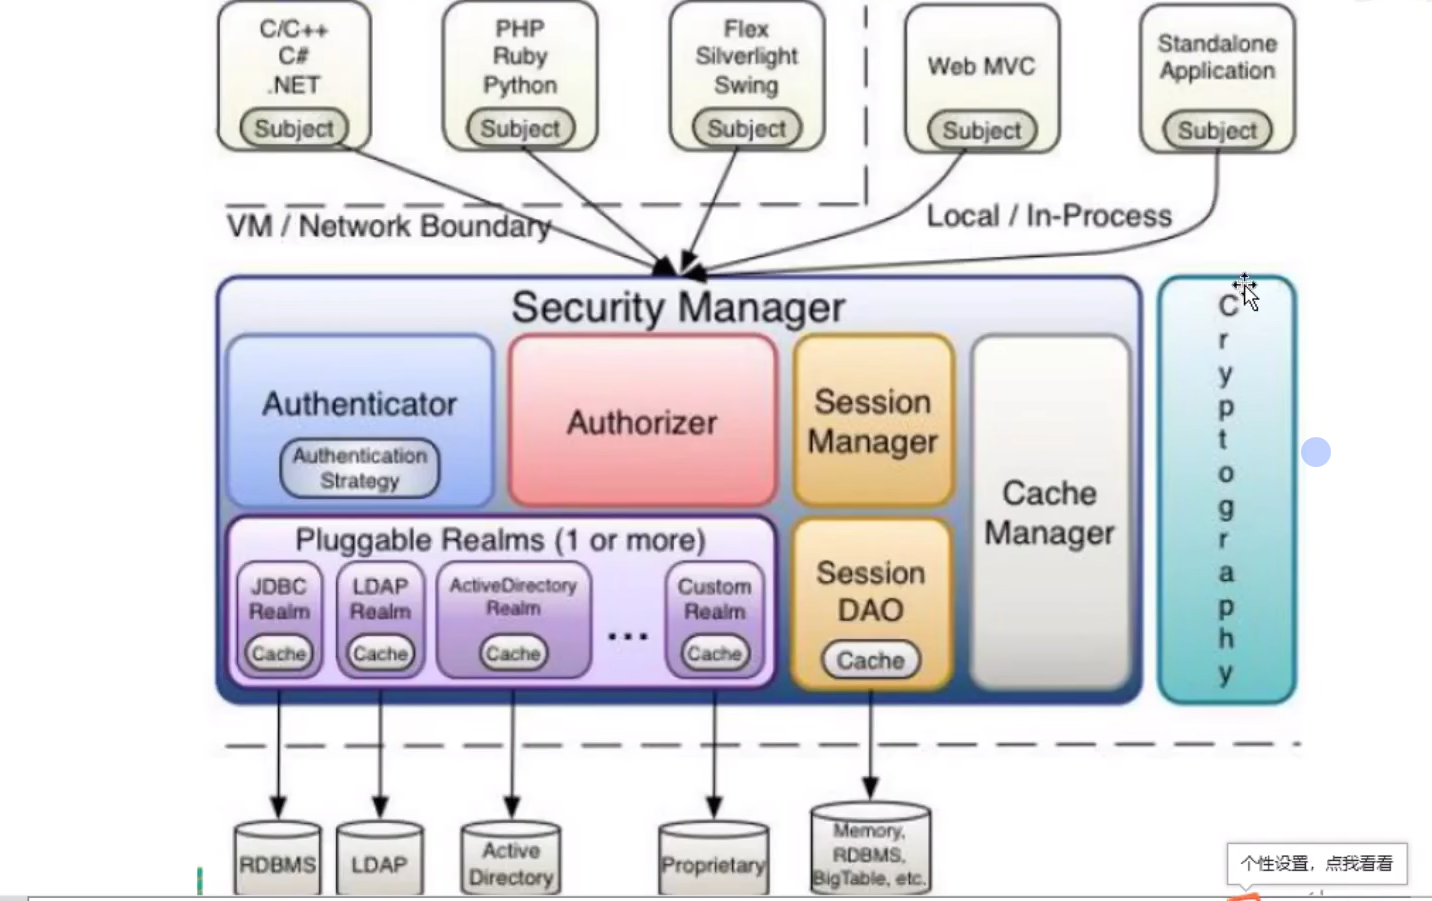 C/C++
C#
.NET
Subject
PHP
Ruby
Python
Subject
Flex
Silverlight
Swing
Subject
Web MVC
Subject
Standalone
Application
Subject
VM / Network Boundary
Local / In-Process
Security Manager
Authenticator
Authentication
Strategy
Authorizer
Session
Manager
Cache
Manager
Cryptography
Pluggable Realms (1 or more)
JDBC
Realm
Cache
LDAP
Realm
Cache
ActiveDirectory
Realm
Cache
...
Custom
Realm
Cache
Session
DAO
Cache
RDBMS
LDAP
Active
Directory
Proprietary
Memory,
RDBMS,
BigTable, etc.
个性设置，点我看看